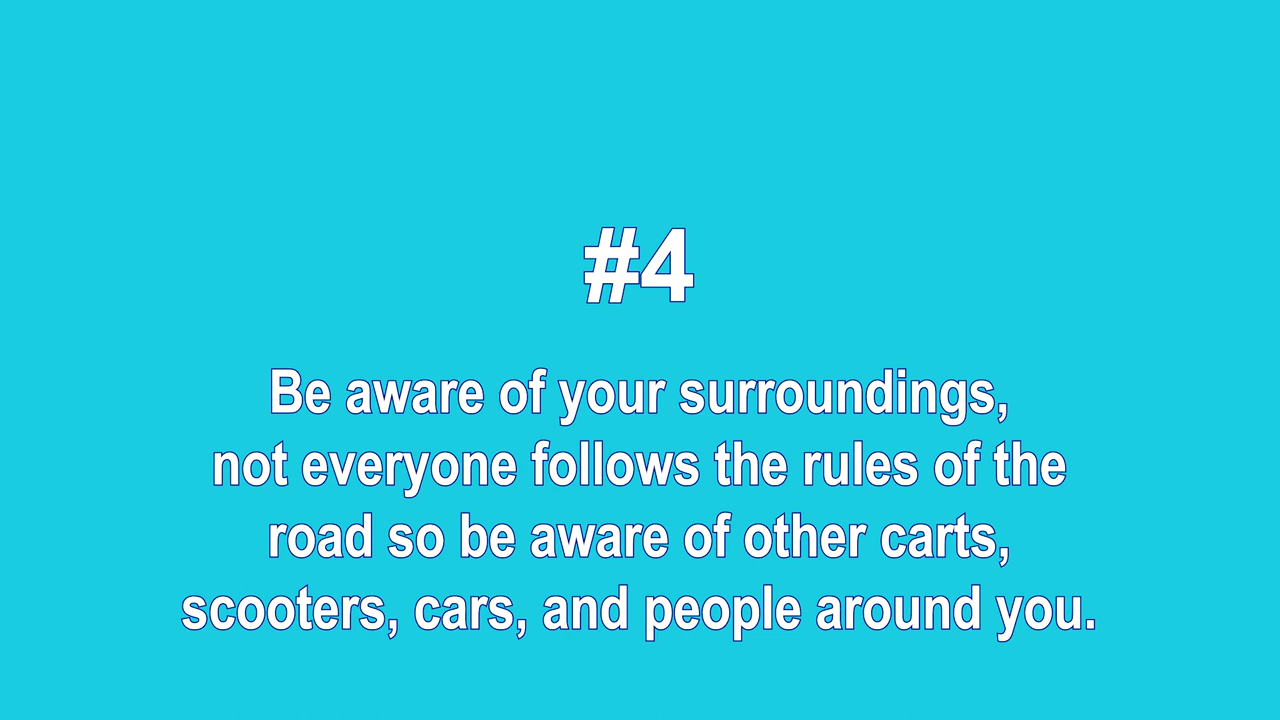 #4
Be aware of your surroundings,
not everyone follows the rules of the
road so be aware of other carts,
scooters, cars, and people around you.